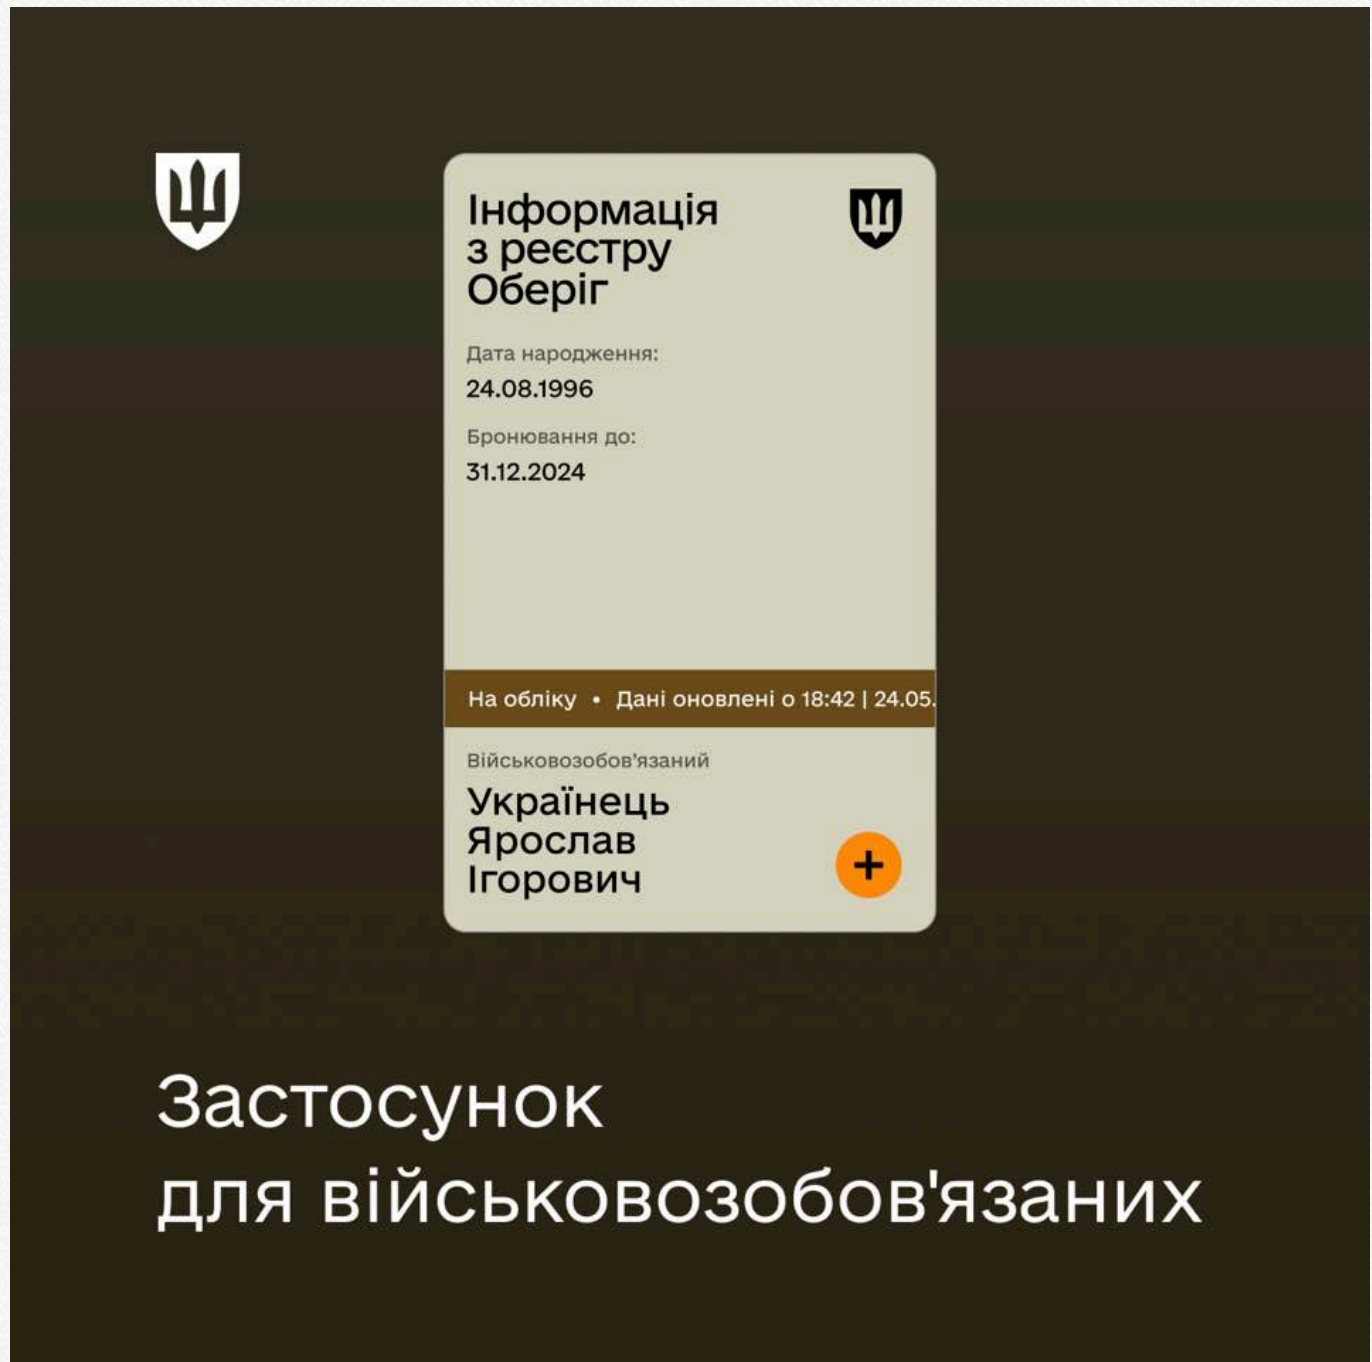 Інформація
з реєстру
Оберіг
Дата народження:
24.08.1996
Бронювання до:
31.12.2024
На обліку • Дані оновлені о 18:42 | 24.05.
Військовозобов'язаний
Українець
Ярослав
Ігорович
Застосунок
для військовозобов'язаних